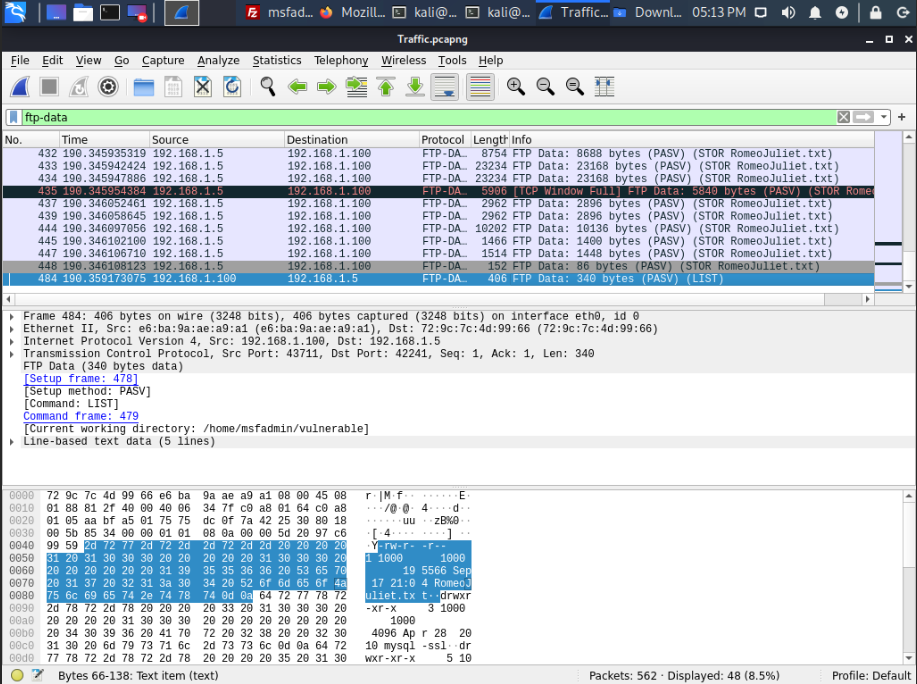 msfad... Mozill... kali@... kali@... Traffic... Downl... 05:13 PM
Traffic.pcapng
File Edit View Go Capture Analyze Statistics Telephony Wireless Tools Help
ftp-data
No. Time Source Destination Protocol Length Info
432 190.345935319 192.168.1.5 192.168.1.100 FTP-DA… 8754 FTP Data: 8688 bytes (PASV) (STOR RomeoJuliet.txt)
433 190.345942424 192.168.1.5 192.168.1.100 FTP-DA… 23234 FTP Data: 23168 bytes (PASV) (STOR RomeoJuliet.txt)
434 190.345947886 192.168.1.5 192.168.1.100 FTP-DA… 23234 FTP Data: 23168 bytes (PASV) (STOR RomeoJuliet.txt)
435 190.345954384 192.168.1.5 192.168.1.100 FTP-DA… 5906 [TCP Window Full] FTP Data: 5840 bytes (PASV) (STOR Rome
437 190.346052461 192.168.1.5 192.168.1.100 FTP-DA… 2962 FTP Data: 2896 bytes (PASV) (STOR RomeoJuliet.txt)
439 190.346058645 192.168.1.5 192.168.1.100 FTP-DA… 2962 FTP Data: 2896 bytes (PASV) (STOR RomeoJuliet.txt)
444 190.346097056 192.168.1.5 192.168.1.100 FTP-DA… 10202 FTP Data: 10136 bytes (PASV) (STOR RomeoJuliet.txt)
445 190.346102100 192.168.1.5 192.168.1.100 FTP-DA… 1466 FTP Data: 1400 bytes (PASV) (STOR RomeoJuliet.txt)
447 190.346106710 192.168.1.5 192.168.1.100 FTP-DA… 1514 FTP Data: 1448 bytes (PASV) (STOR RomeoJuliet.txt)
448 190.346108123 192.168.1.5 192.168.1.100 FTP-DA… 152 FTP Data: 86 bytes (PASV) (STOR RomeoJuliet.txt)
484 190.359173075 192.168.1.100 192.168.1.5 FTP-DA… 406 FTP Data: 340 bytes (PASV) (LIST)
Frame 484: 406 bytes on wire (3248 bits), 406 bytes captured (3248 bits) on interface eth0, id 0
Ethernet II, Src: e6:ba:9a:ae:a9:a1 (e6:ba:9a:ae:a9:a1), Dst: 72:9c:7c:4d:99:66 (72:9c:7c:4d:99:66)
Internet Protocol Version 4, Src: 192.168.1.100, Dst: 192.168.1.5
Transmission Control Protocol, Src Port: 43711, Dst Port: 42241, Seq: 1, Ack: 1, Len: 340
FTP Data (340 bytes data)
[Setup frame: 478]
[Setup method: PASV]
[Command: LIST]
Command frame: 479
[Current working directory: /home/msfadmin/vulnerable]
Line-based text data (5 lines)
0000 72 9c 7c 4d 99 66 e6 ba 9a ae a9 a1 08 00 45 08 r·|M·f·· ······E·
0010 01 88 81 2f 40 00 40 06 34 7f c0 a8 01 64 c0 a8 ···/@·@· 4····d··
0020 01 05 aa bf a5 01 75 75 dc 0f 7a 42 25 30 80 18 ······uu ··zB%0··
0030 00 5b 85 34 00 00 01 01 08 0a 00 00 5d 20 97 c6 ·[·4···· ····] ··
0040 99 59 2d 72 77 2d 72 2d 2d 72 2d 2d 20 20 20 20 ·Y-rw-r- -r--
0050 31 20 31 30 30 30 20 20 20 20 20 31 30 30 30 20 1 1000 1000
0060 20 20 20 20 20 20 20 31 39 35 35 36 36 20 53 65 70 19 5566 Sep
0070 20 31 37 20 32 31 3a 30 34 20 52 6f 6d 65 6f 4a 17 21:0 4 RomeoJ
0080 75 6c 69 65 74 2e 74 78 74 0d 0a 64 72 77 78 72 uliet.tx t··drwxr
0090 2d 78 72 2d 78 20 20 20 20 33 20 31 30 30 30 20 -xr-x 3 1000
00a0 20 20 20 20 31 30 30 30 20 20 20 20 20 20 20 20 1000
00b0 20 34 30 39 36 20 41 70 72 20 32 38 20 20 32 30 4096 Ap r 28 20
00c0 31 30 20 6d 79 73 71 6c 2d 73 73 6c 0d 0a 64 72 10 mysql -ssl··dr
00d0 77 78 72 2d 78 72 2d 78 20 20 20 20 35 20 31 30 wxr-xr-x 5 10
Bytes 66-138: Text item (text) Packets: 562 · Displayed: 48 (8.5%) Profile: Default